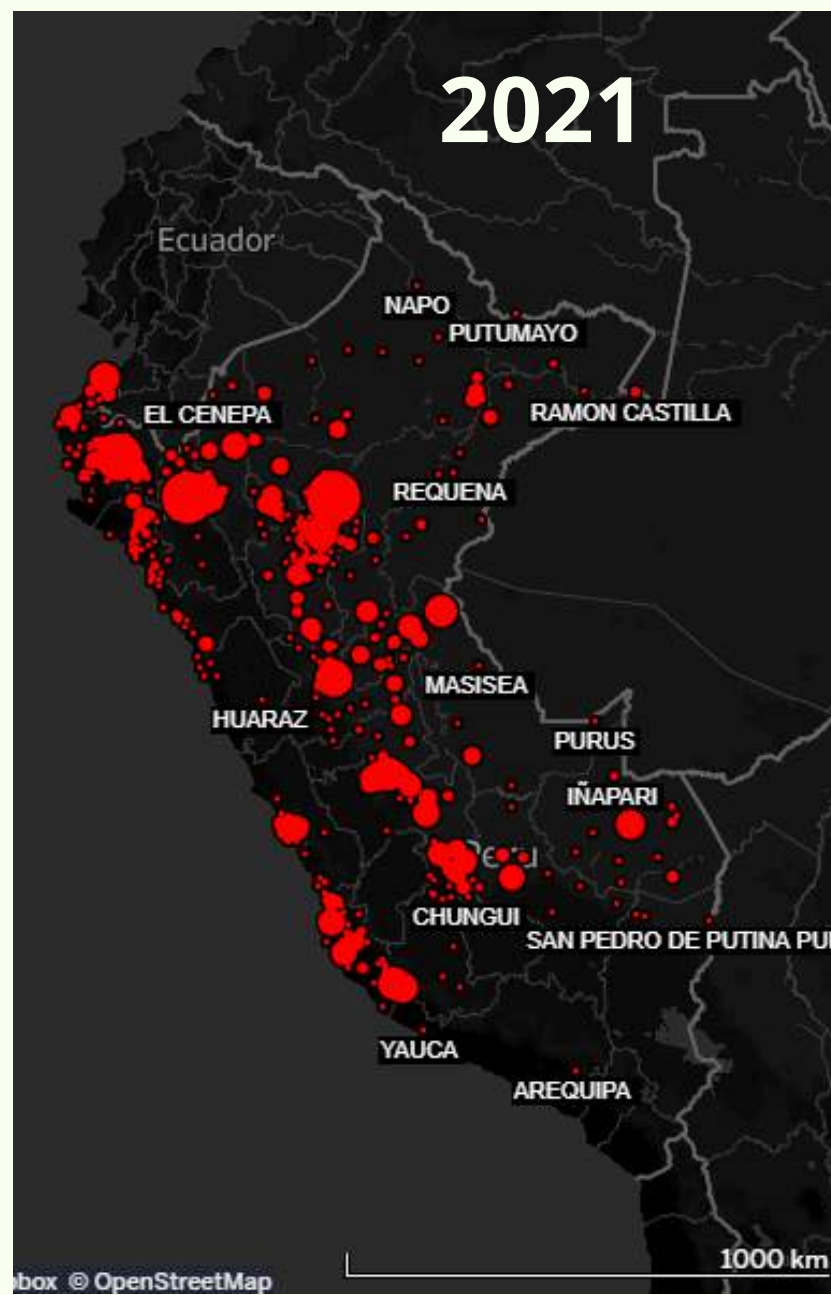 2021
Ecuador
NAPO
PUTUMAYO
EL CENEPA
RAMON CASTILLA
REQUENA
MASISEA
HUARAZ
PURUS
IÑAPARI
Peru
CHUNGUI
SAN PEDRO DE PUTINA PU
YAUCA
AREQUIPA
1000 km
box © OpenStreetMap